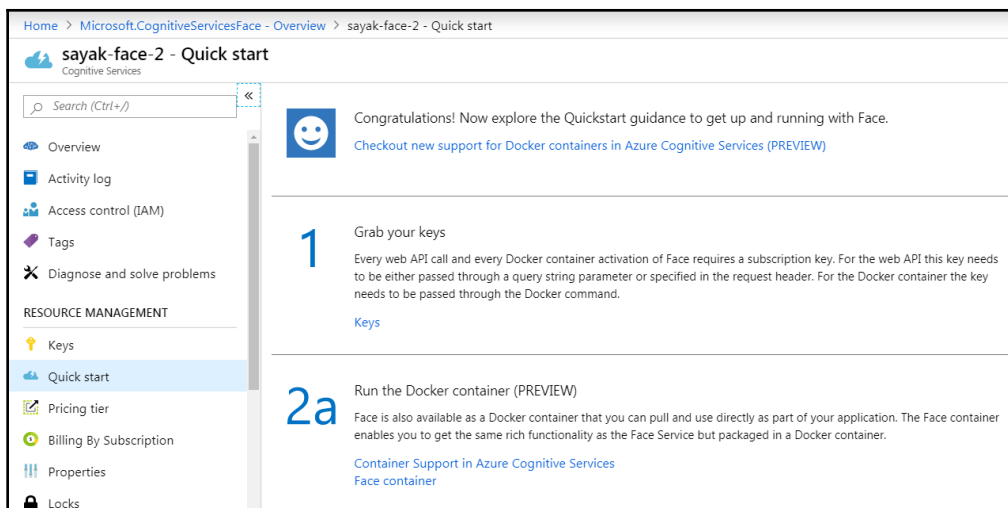 Home > Microsoft.CognitiveServicesFace - Overview > sayak-face-2 - Quick start
sayak-face-2 - Quick start
Cognitive Services
Search (Ctrl+/)
«
Overview
Activity log
Access control (IAM)
Tags
Diagnose and solve problems
RESOURCE MANAGEMENT
Keys
Quick start
Pricing tier
Billing By Subscription
Properties
Locks
Congratulations! Now explore the Quickstart guidance to get up and running with Face.
Checkout new support for Docker containers in Azure Cognitive Services (PREVIEW)
1
Grab your keys
Every web API call and every Docker container activation of Face requires a subscription key. For the web API this key needs
to be either passed through a query string parameter or specified in the request header. For the Docker container the key
needs to be passed through the Docker command.
Keys
2a
Run the Docker container (PREVIEW)
Face is also available as a Docker container that you can pull and use directly as part of your application. The Face container
enables you to get the same rich functionality as the Face Service but packaged in a Docker container.
Container Support in Azure Cognitive Services
Face container